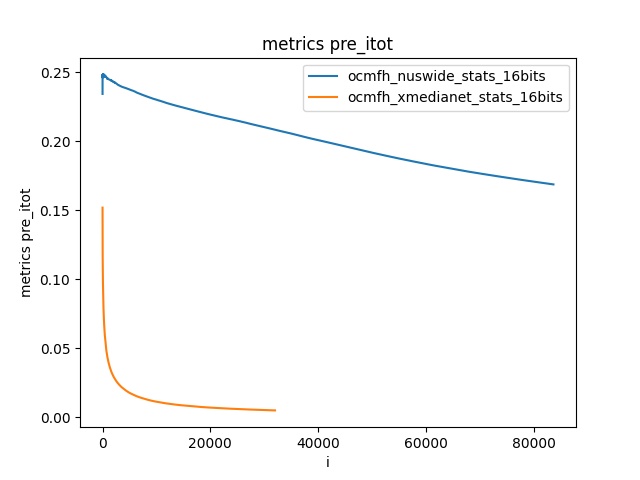 metrics pre_itot
ocmfh_nuswide_stats_16bits
ocmfh_xmedianet_stats_16bits
metrics pre_itot
0.25
0.20
0.15
0.10
0.05
0.00
0 20000 40000 60000 80000
i